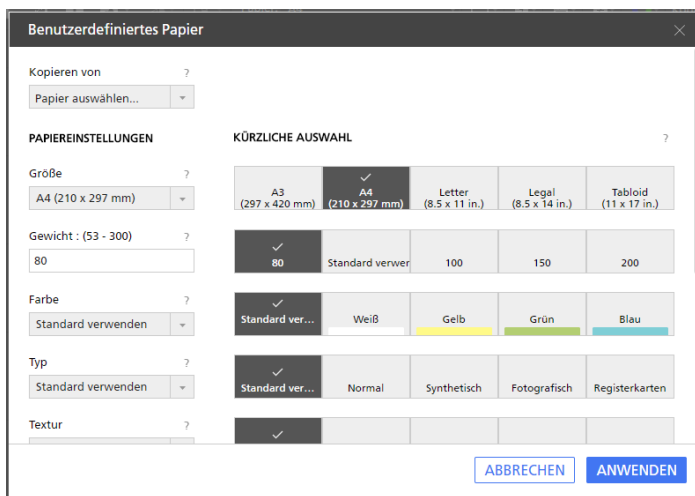 Benutzerdefiniertes Papier
Kopieren von ?
Papier auswählen...
PAPIEREINSTELLUNGEN
Größe ?
A4 (210 x 297 mm)
Gewicht : (53 - 300) ?
80
Farbe ?
Standard verwenden
Typ ?
Standard verwenden
Textur ?
KÜRZLICHE AUSWAHL ?
A3 A4 Letter Legal Tabloid
(297 x 420 mm) (210 x 297 mm) (8.5 x 11 in.) (8.5 x 14 in.) (11 x 17 in.)
80 Standard verwer 100 150 200
Standard ver... Weiß Gelb Grün Blau
Standard ver... Normal Synthetisch Fotografisch Registerkarten
ABBRECHEN ANWENDEN